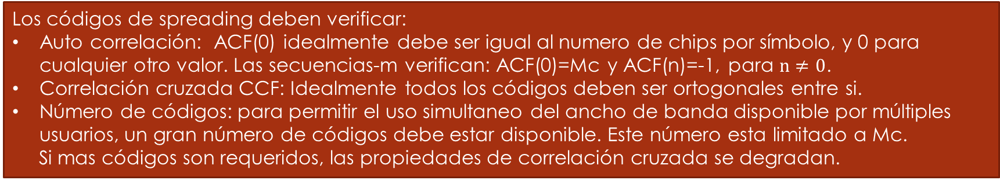 Los códigos de spreading deben verificar:
• Auto correlación: ACF(0) idealmente debe ser igual al numero de chips por símbolo, y 0 para
cualquier otro valor. Las secuencias-m verifican: ACF(0)=Mc y ACF(n)=-1, para n ≠ 0.
• Correlación cruzada CCF: Idealmente todos los códigos deben ser ortogonales entre si.
• Número de códigos: para permitir el uso simultaneo del ancho de banda disponible por múltiples
usuarios, un gran número de códigos debe estar disponible. Este número esta limitado a Mc.
Si mas códigos son requeridos, las propiedades de correlación cruzada se degradan.